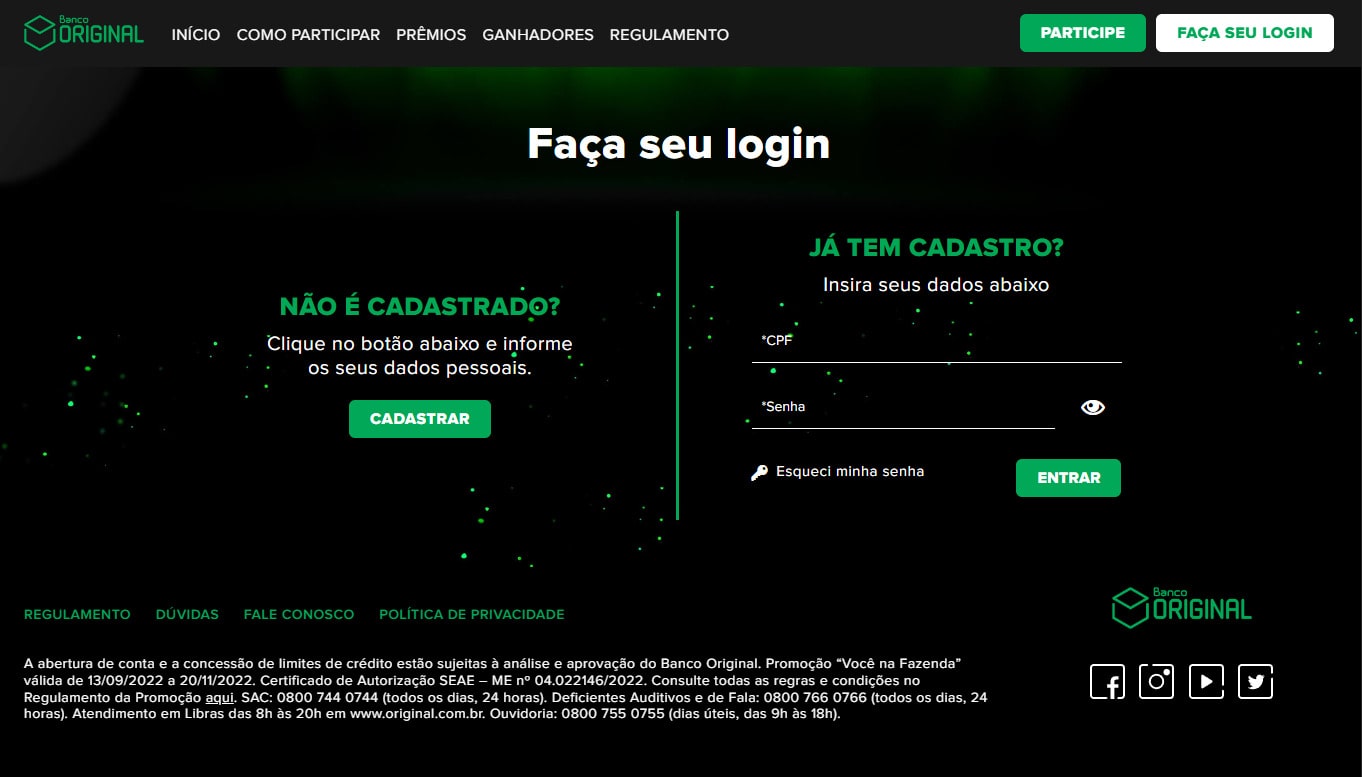 Banco
ORIGINAL
INÍCIO COMO PARTICIPAR PRÊMIOS GANHADORES REGULAMENTO
PARTICIPE
FAÇA SEU LOGIN
Faça seu login
NÃO É CADASTRADO?
Clique no botão abaixo e informe
os seus dados pessoais.
CADASTRAR
JÁ TEM CADASTRO?
Insira seus dados abaixo
*CPF
*Senha
Esqueci minha senha
ENTRAR
REGULAMENTO DÚVIDAS FALE CONOSCO POLÍTICA DE PRIVACIDADE
A abertura de conta e a concessão de limites de crédito estão sujeitas à análise e aprovação do Banco Original. Promoção “Você na Fazenda”
válida de 13/09/2022 a 20/11/2022. Certificado de Autorização SEAE – ME nº 04.022146/2022. Consulte todas as regras e condições no
Regulamento da Promoção aqui. SAC: 0800 744 0744 (todos os dias, 24 horas). Deficientes Auditivos e de Fala: 0800 766 0766 (todos os dias, 24
horas). Atendimento em Libras das 8h às 20h em www.original.com.br. Ouvidoria: 0800 755 0755 (dias úteis, das 9h às 18h).
Banco
ORIGINAL